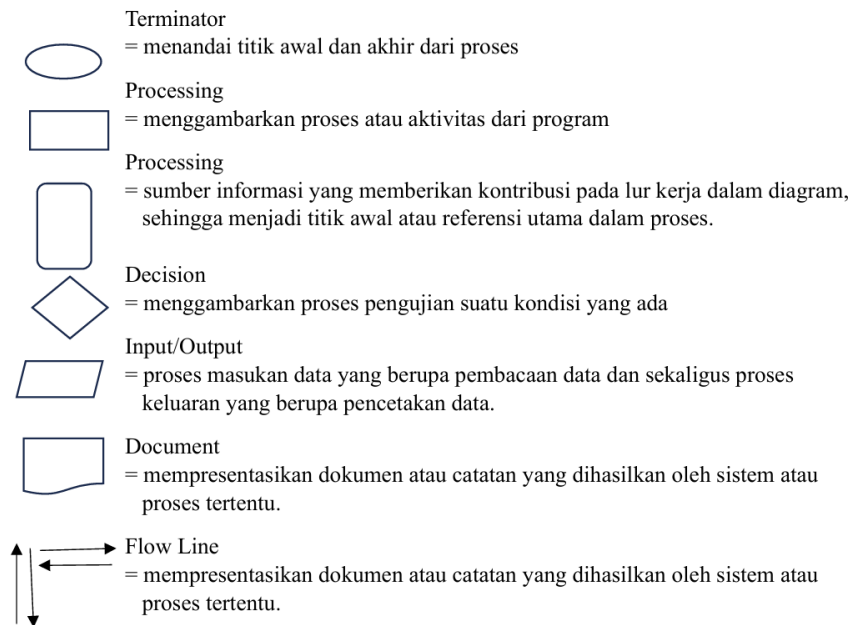 Terminator
= menandai titik awal dan akhir dari proses
Processing
= menggambarkan proses atau aktivitas dari program
Processing
= sumber informasi yang memberikan kontribusi pada lur kerja dalam diagram,
sehingga menjadi titik awal atau referensi utama dalam proses.
Decision
= menggambarkan proses pengujian suatu kondisi yang ada
Input/Output
= proses masukan data yang berupa pembacaan data dan sekaligus proses
keluaran yang berupa pencetakan data.
Document
= mempresentasikan dokumen atau catatan yang dihasilkan oleh sistem atau
proses tertentu.
Flow Line
= mempresentasikan dokumen atau catatan yang dihasilkan oleh sistem atau
proses tertentu.